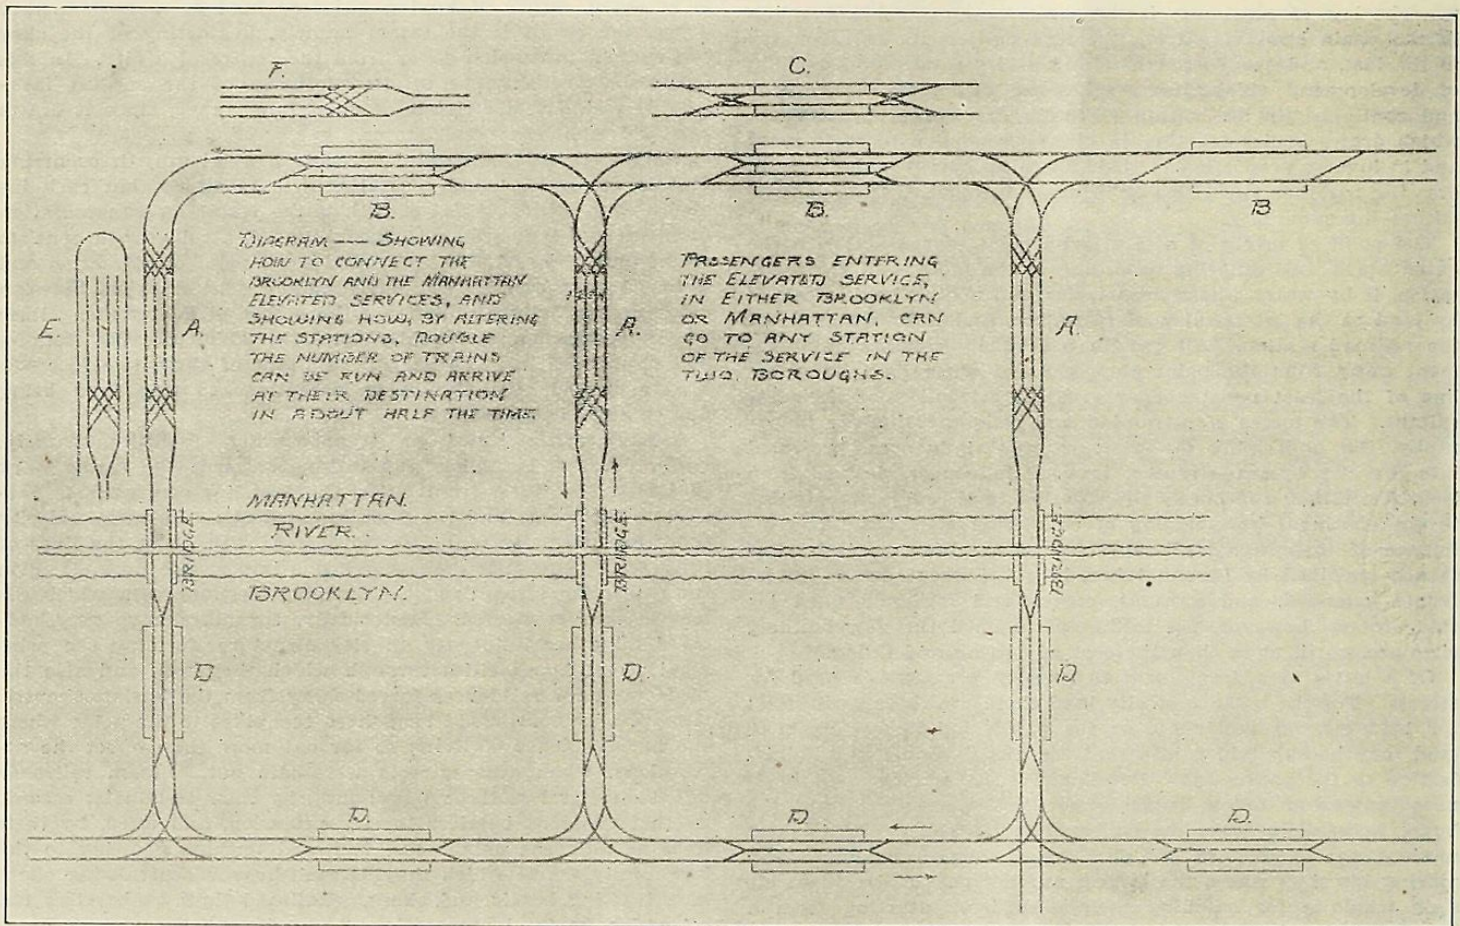 F.
C.
B.
B.
B
DIAGRAM — SHOWING
HOW TO CONNECT THE
BROOKLYN AND THE MANHATTAN
ELEVATED SERVICES, AND
SHOWING HOW, BY ALTERING
THE STATIONS, DOUBLE
THE NUMBER OF TRAINS
CAN BE RUN AND ARRIVE
AT THEIR DESTINATION
IN ABOUT HALF THE TIME.
PASSENGERS ENTERING
THE ELEVATED SERVICE,
IN EITHER BROOKLYN
OR MANHATTAN, CAN
GO TO ANY STATION
OF THE SERVICE IN THE
TWO BOROUGHS.
E.
A.
A.
A
MANHATTAN.
RIVER.
BROOKLYN.
BRIDGE.
BRIDGE.
BRIDGE
D
D
D
D.
D
D.